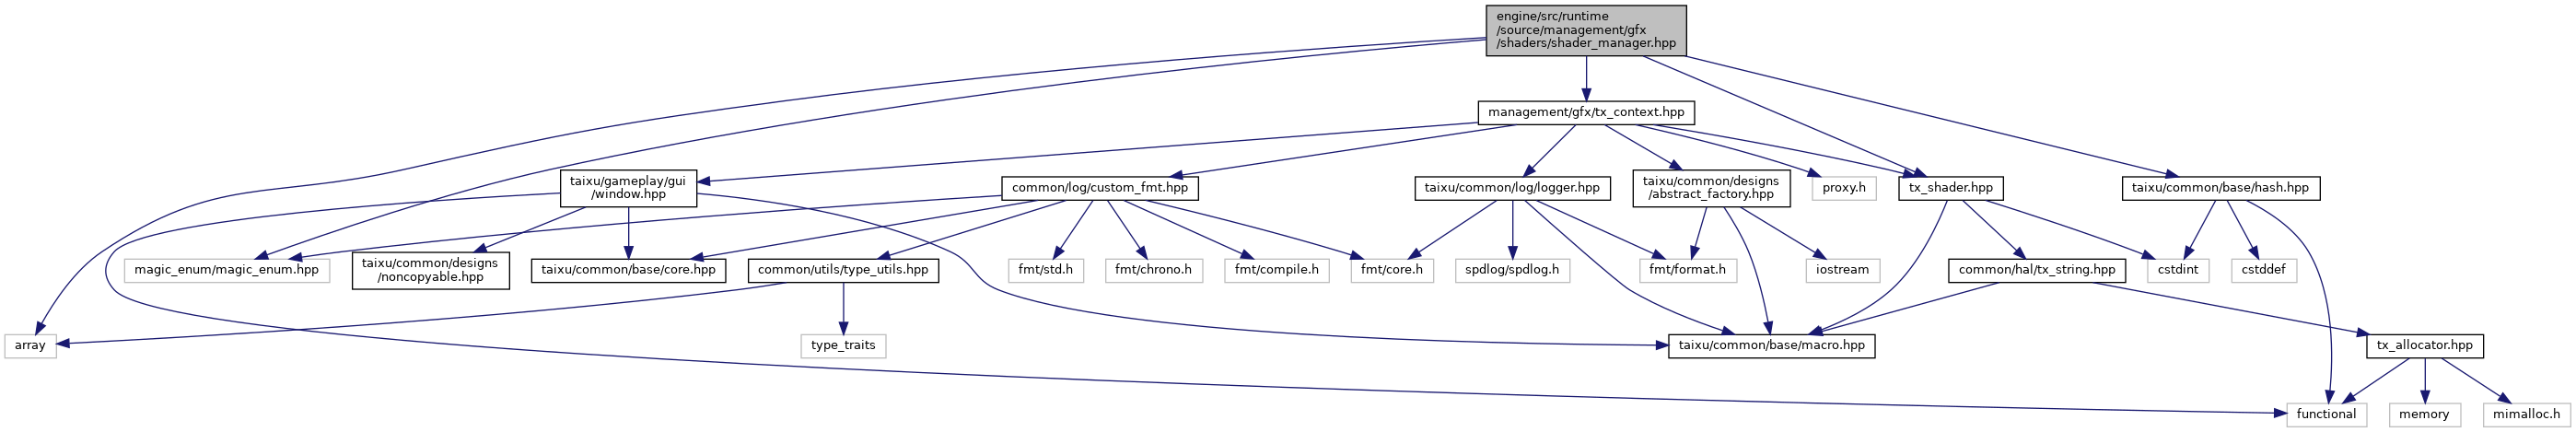 engine/src/runtime
/source/management/gfx
/shaders/shader_manager.hpp
management/gfx/tx_context.hpp
taixu/gameplay/gui
/window.hpp
common/log/custom_fmt.hpp
taixu/common/log/logger.hpp
taixu/common/designs
/abstract_factory.hpp
proxy.h
tx_shader.hpp
taixu/common/base/hash.hpp
magic_enum/magic_enum.hpp
taixu/common/designs
/noncopyable.hpp
taixu/common/base/core.hpp
common/utils/type_utils.hpp
fmt/std.h
fmt/chrono.h
fmt/compile.h
fmt/core.h
spdlog/spdlog.h
fmt/format.h
iostream
common/hal/tx_string.hpp
cstdint
cstddef
array
type_traits
taixu/common/base/macro.hpp
tx_allocator.hpp
functional
memory
mimalloc.h